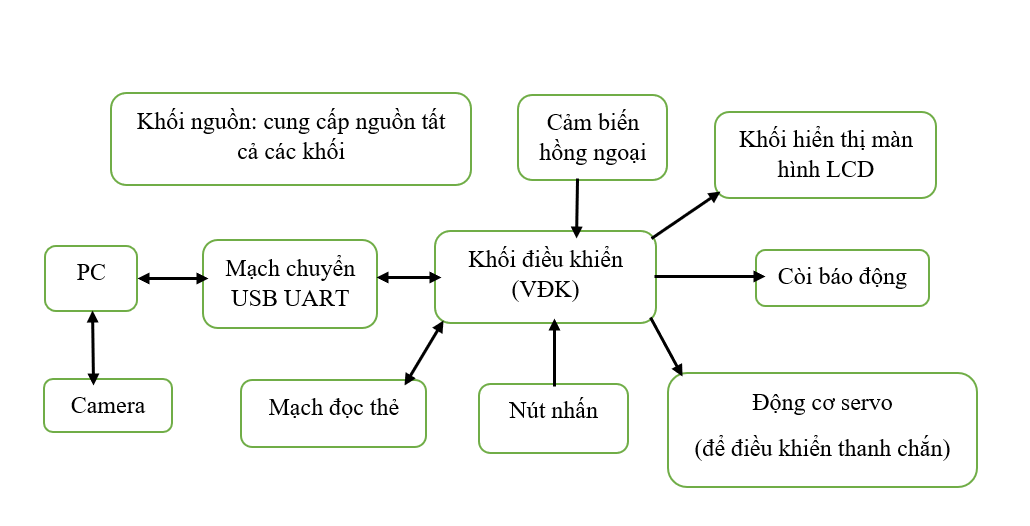 Khối nguồn: cung cấp nguồn tất
cả các khối
Cảm biến
hồng ngoại
Khối hiển thị màn
hình LCD
PC
Mạch chuyển
USB UART
Khối điều khiển
(VĐK)
Còi báo động
Camera
Mạch đọc thẻ
Nút nhấn
Động cơ servo
(để điều khiển thanh chắn)